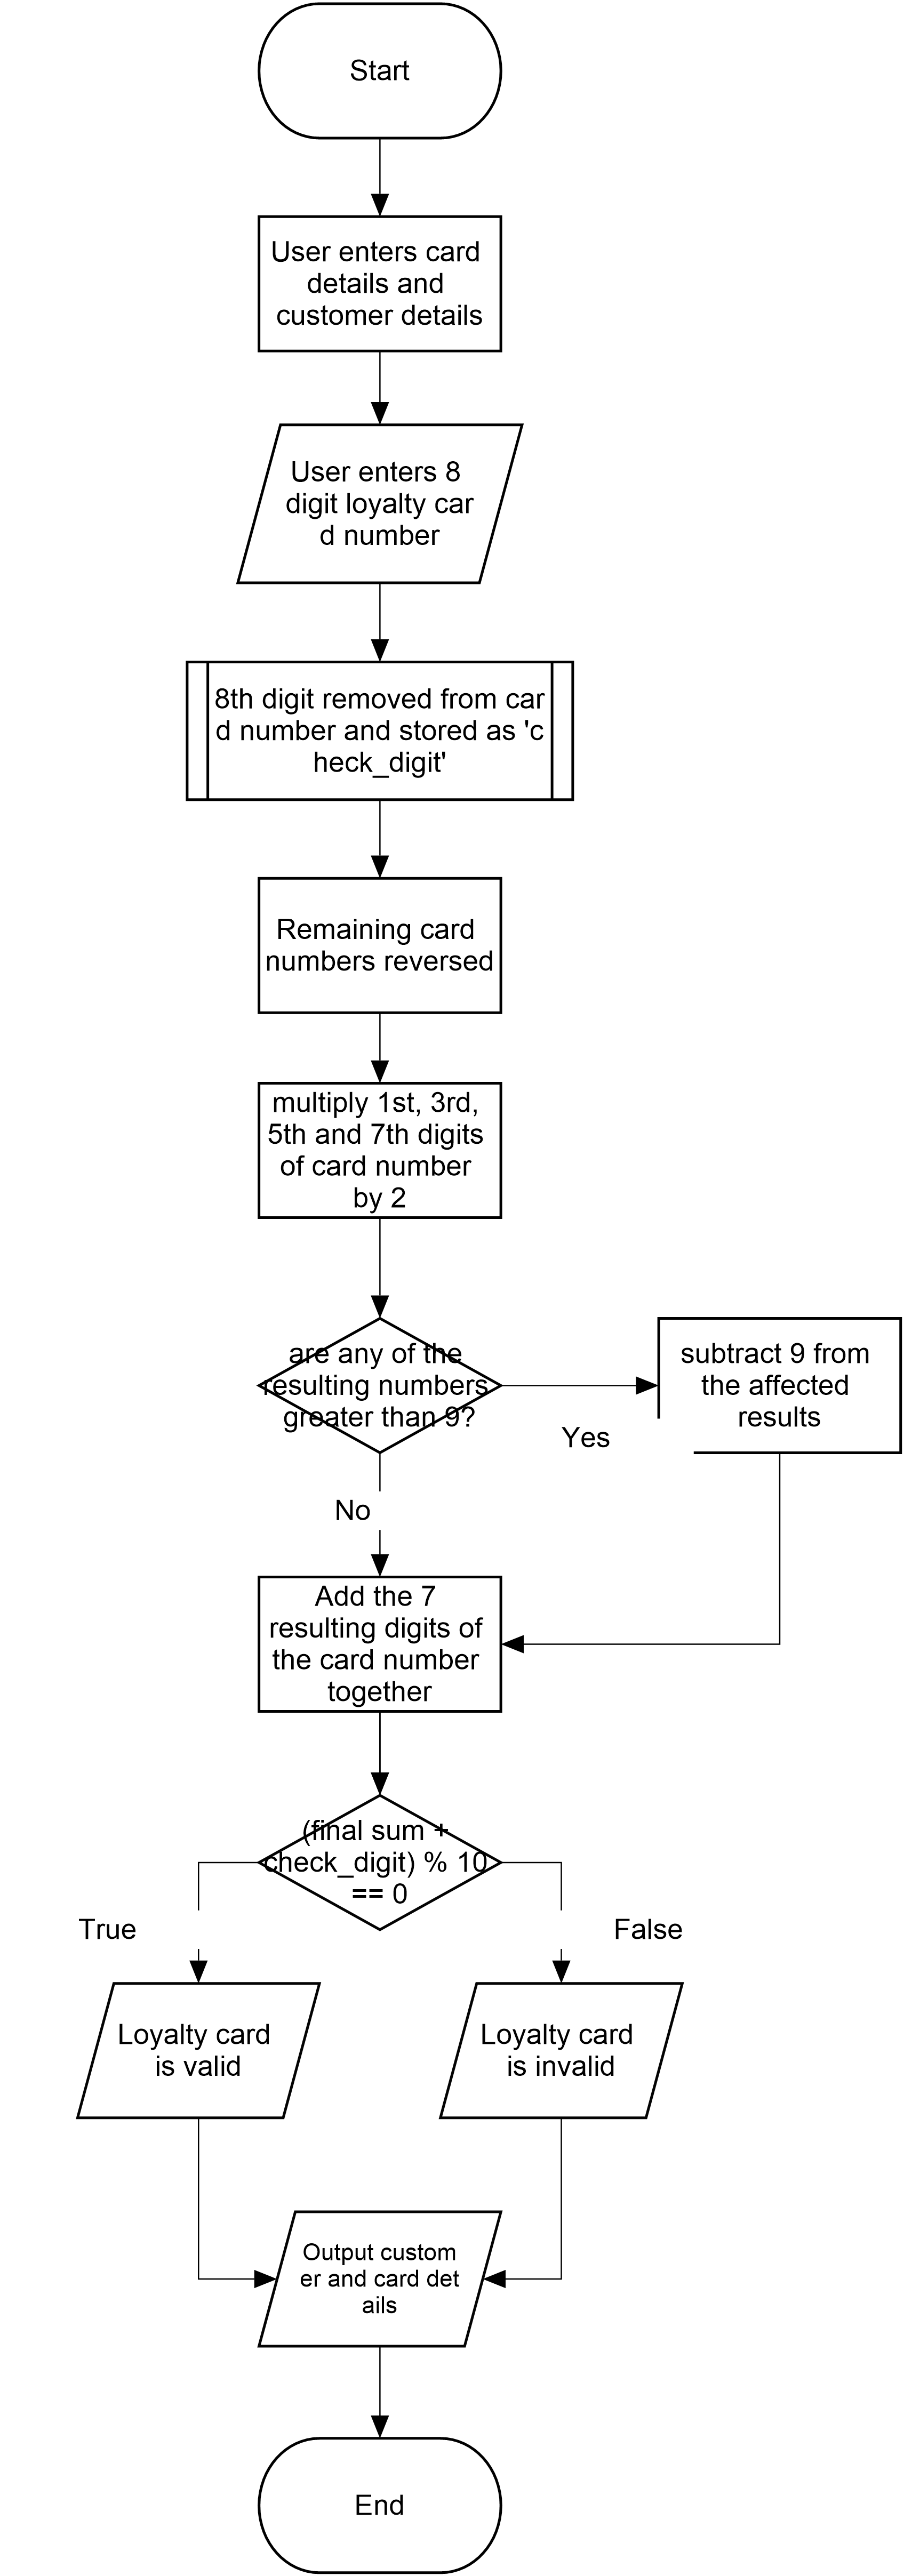 Start
User enters card
details and
customer details
User enters 8
digit loyalty car
d number
8th digit removed from car
d number and stored as 'c
heck_digit'
Remaining card
numbers reversed
multiply 1st, 3rd,
5th and 7th digits
of card number
by 2
are any of the
resulting numbers
greater than 9?
subtract 9 from
the affected
results
Yes
No
Add the 7
resulting digits of
the card number
together
(final sum +
check_digit) % 10
== 0
True
False
Loyalty card
is valid
Loyalty card
is invalid
Output custom
er and card det
ails
End